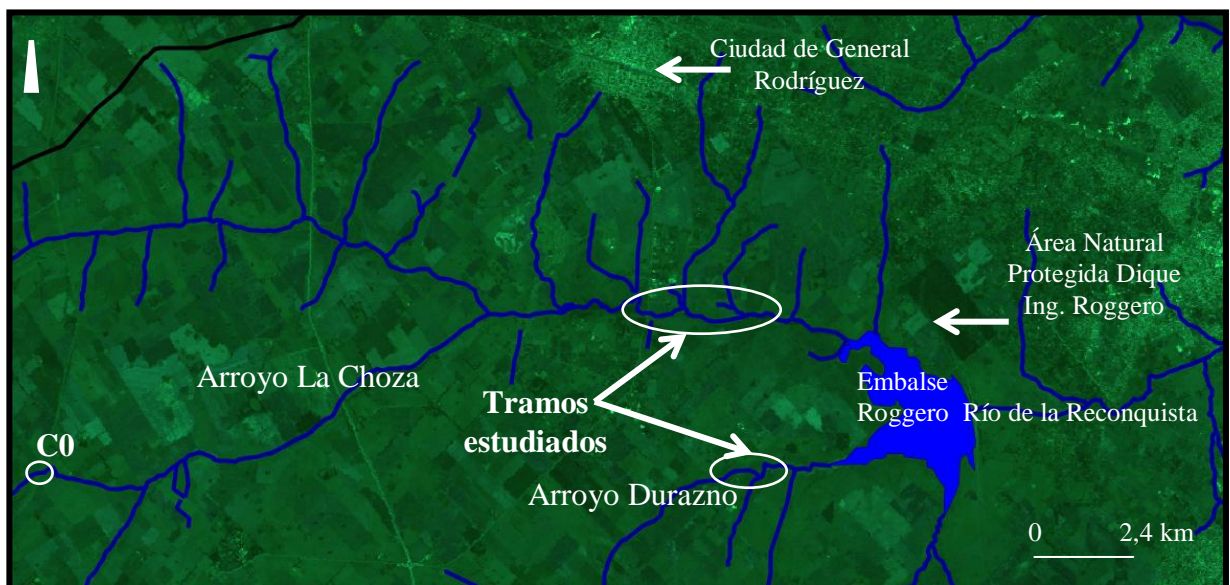 Ciudad de General
Rodríguez
Área Natural
Protegida Dique
Ing. Roggero
Arroyo La Choza
Embalse
Roggero
Río de la Reconquista
Tramos
estudiados
C0
Arroyo Durazno
0
2,4 km